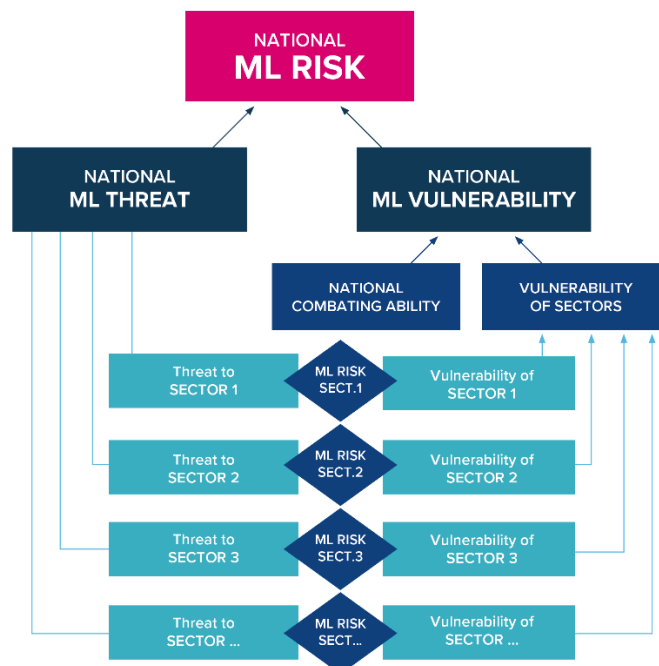 NATIONAL
ML RISK
NATIONAL
ML THREAT
NATIONAL
ML VULNERABILITY
NATIONAL
COMBATING ABILITY
VULNERABILITY
OF SECTORS
Threat to
SECTOR 1
ML RISK
SECT.1
Vulnerability of
SECTOR 1
Threat to
SECTOR 2
ML RISK
SECT.2
Vulnerability of
SECTOR 2
Threat to
SECTOR 3
ML RISK
SECT.3
Vulnerability of
SECTOR 3
Threat to
SECTOR ...
ML RISK
SECT...
Vulnerability of
SECTOR ...